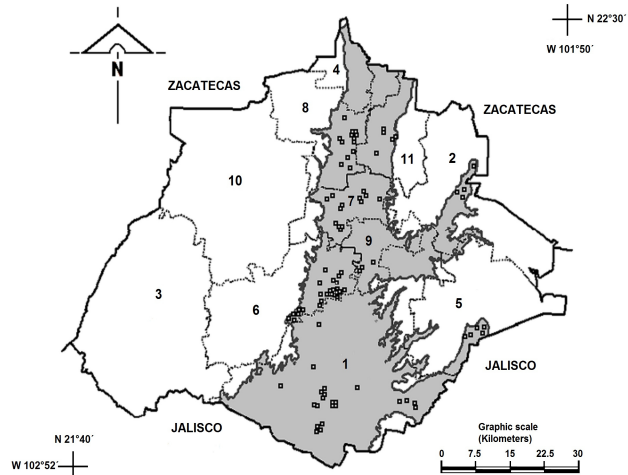 N 22°30´
W 101°50´
N
ZACATECAS
ZACATECAS
4
8
11
2
10
7
9
3
6
5
1
JALISCO
JALISCO
N 21°40´
W 102°52´
Graphic scale
(Kilometers)
0 7.5 15 22.5 30